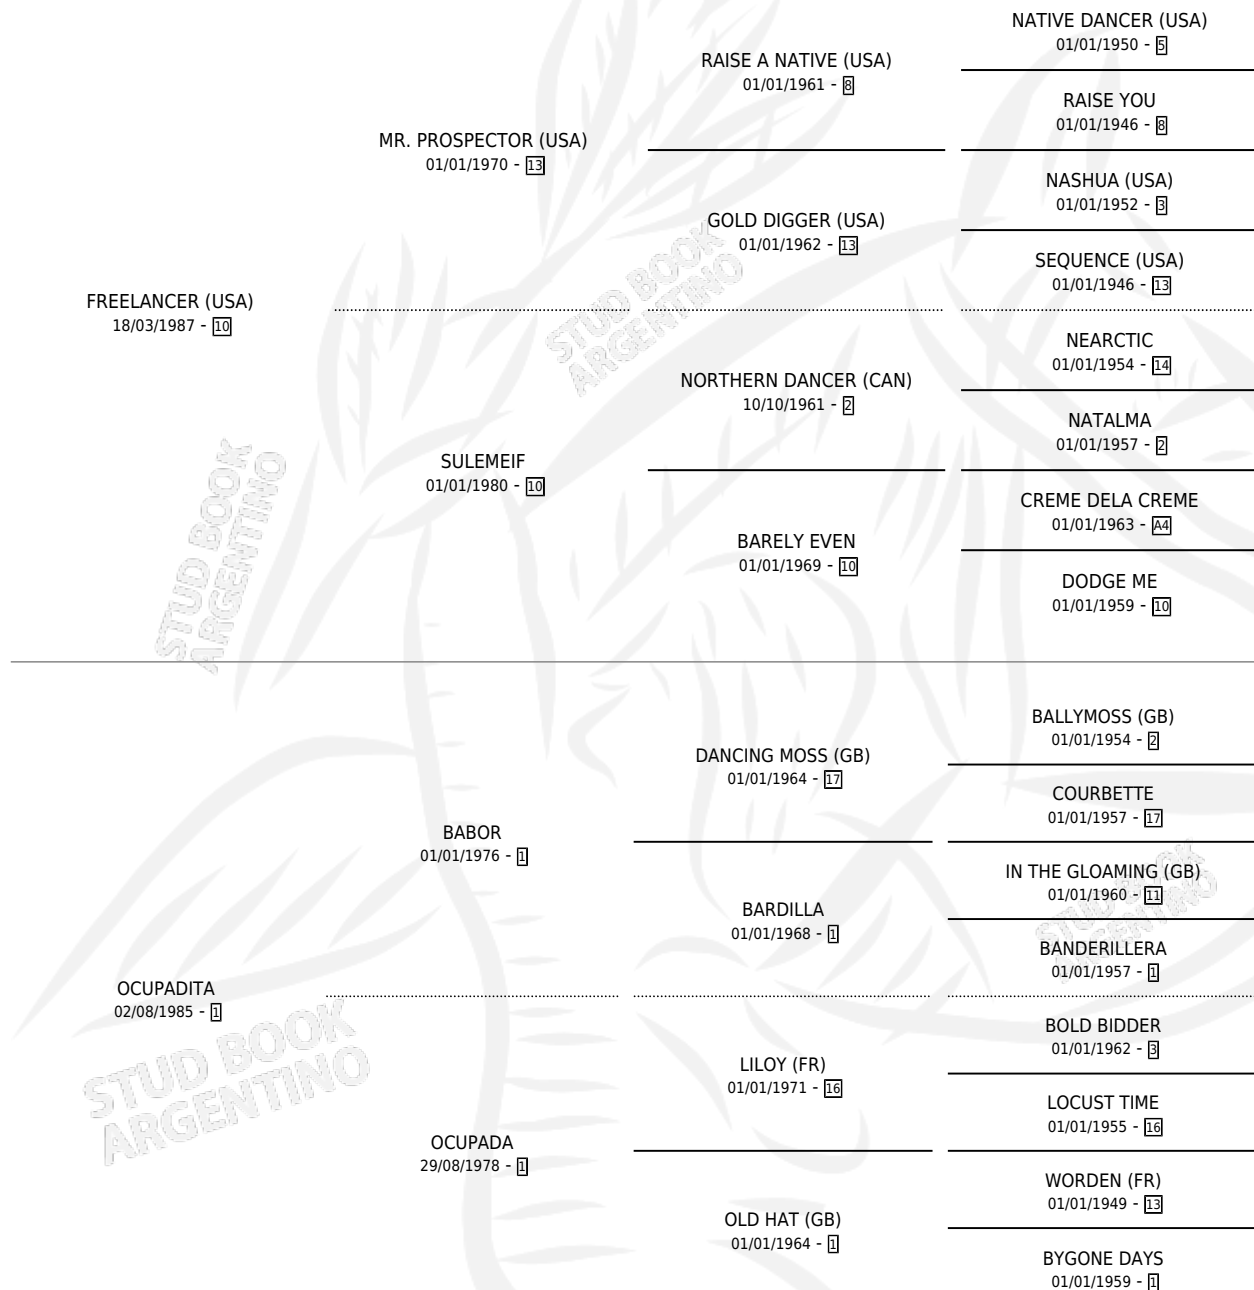 NATIVE DANCER (USA)
01/01/1950 - 5
RAISE A NATIVE (USA)
01/01/1961 - 8
RAISE YOU
01/01/1946 - 8
MR. PROSPECTOR (USA)
01/01/1970 - 13
NASHUA (USA)
01/01/1952 - 3
GOLD DIGGER (USA)
01/01/1962 - 13
SEQUENCE (USA)
01/01/1946 - 13
FREELANCER (USA)
18/03/1987 - 10
NEARCTIC
01/01/1954 - 14
NORTHERN DANCER (CAN)
10/10/1961 - 2
NATALMA
01/01/1957 - 2
SULEMEIF
01/01/1980 - 10
CREME DELA CREME
01/01/1963 - A4
BARELY EVEN
01/01/1969 - 10
DODGE ME
01/01/1959 - 10
BALLYMOSS (GB)
01/01/1954 - 2
DANCING MOSS (GB)
01/01/1964 - 17
COURBETTE
01/01/1957 - 17
BABOR
01/01/1976 - 1
IN THE GLOAMING (GB)
01/01/1960 - 11
BARDILLA
01/01/1968 - 1
BANDERILLERA
01/01/1957 - 1
OCUPADITA
02/08/1985 - 1
BOLD BIDDER
01/01/1962 - 3
LILOY (FR)
01/01/1971 - 16
LOCUST TIME
01/01/1955 - 16
OCUPADA
29/08/1978 - 1
WORDEN (FR)
01/01/1949 - 13
OLD HAT (GB)
01/01/1964 - 1
BYGONE DAYS
01/01/1959 - 1
STUD BOOK
ARGENTINO
STUD BOOK
ARGENTINO
STUD BOOK
ARGENTINO
STUD BOOK
ARGENTINO